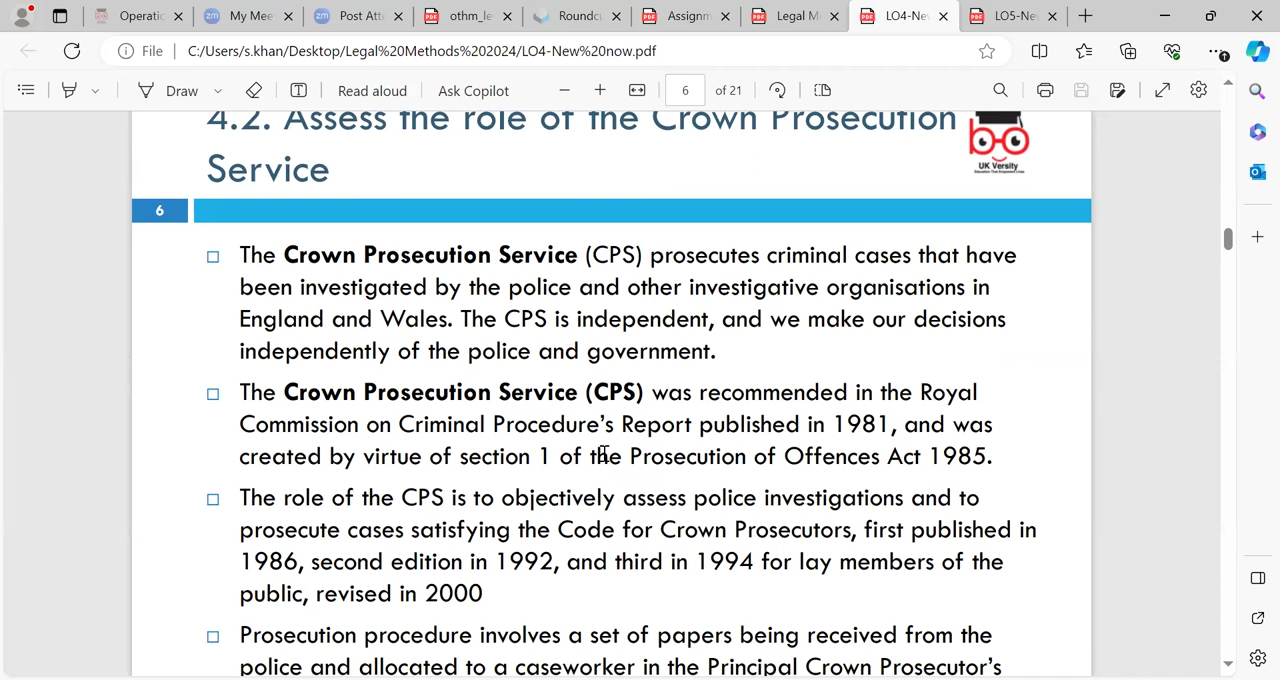 Operatic
My Mee
Post Atte
othm_le
Roundcu
Assignm
Legal M
LO4-Nev
LO5-Nev
File
C:/Users/s.khan/Desktop/Legal%20Methods%202024/LO4-New%20now.pdf
Draw
Read aloud
Ask Copilot
6
of 21
4.2. Assess the role of the Crown Prosecution
Service
UK Versity
6
The Crown Prosecution Service (CPS) prosecutes criminal cases that have
been investigated by the police and other investigative organisations in
England and Wales. The CPS is independent, and we make our decisions
independently of the police and government.
The Crown Prosecution Service (CPS) was recommended in the Royal
Commission on Criminal Procedure's Report published in 1981, and was
created by virtue of section 1 of the Prosecution of Offences Act 1985.
The role of the CPS is to objectively assess police investigations and to
prosecute cases satisfying the Code for Crown Prosecutors, first published in
1986, second edition in 1992, and third in 1994 for lay members of the
public, revised in 2000
Prosecution procedure involves a set of papers being received from the
police and allocated to a caseworker in the Principal Crown Prosecutor's